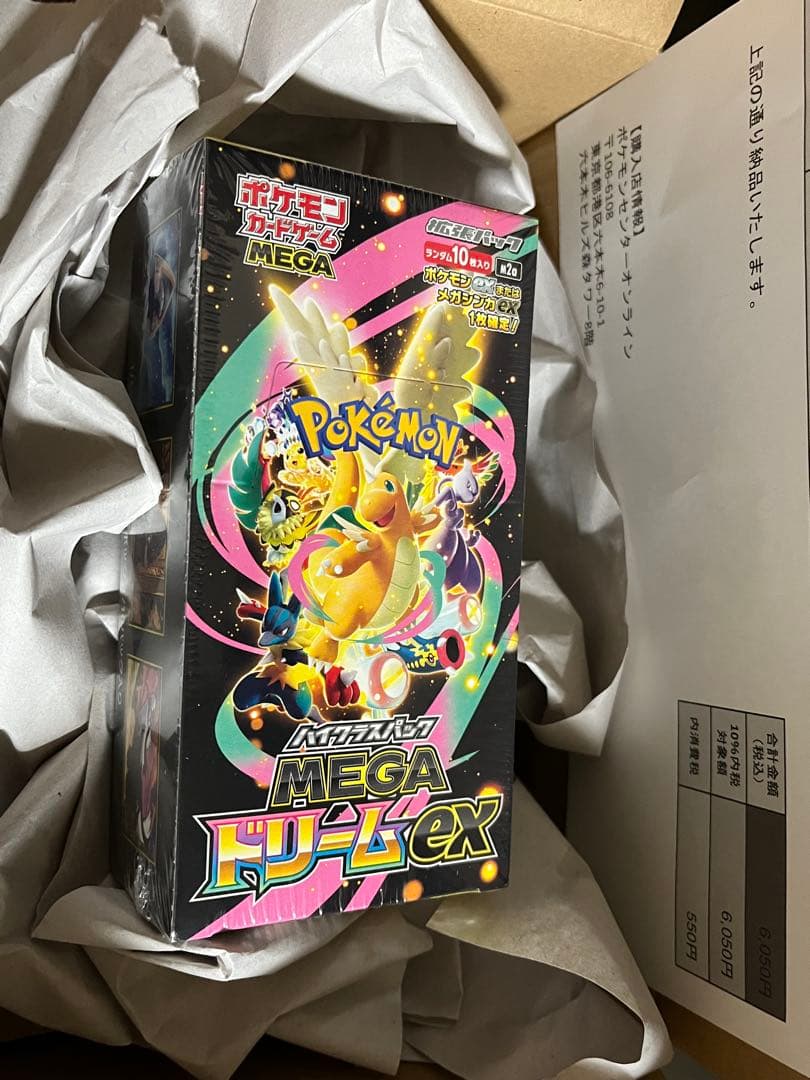 ポケモン
カードゲーム
MEGA
拡張パック
ランダム10枚入り
M2a
ポケモンexまたは
メガシンカex
1枚確定!
POKÉMON
ハイクラスパック
MEGA
ドリームex
上記の通り納品いたします。
【購入店情報】
ポケモンセンターオンライン
〒106-6108
東京都港区六本木6-10-1
六本木ヒルズ森タワー8階
合計金額
(税込)
6,050円
10%内税
対象額
6,050円
内消費税
550円